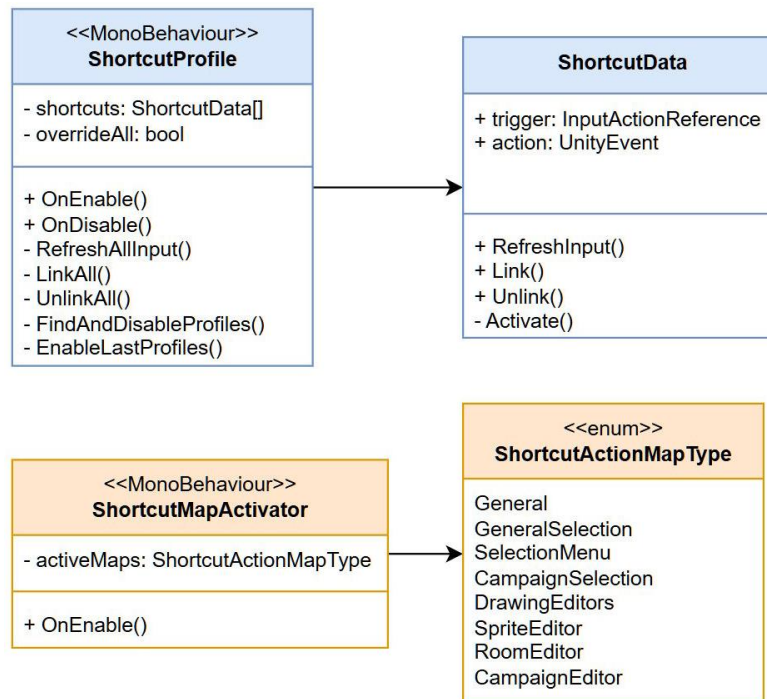 <<MonoBehaviour>>
ShortcutProfile
- shortcuts: ShortcutData[]
- overrideAll: bool
+ OnEnable()
+ OnDisable()
- RefreshAllInput()
- LinkAll()
- UnlinkAll()
- FindAndDisableProfiles()
- EnableLastProfiles()
ShortcutData
+ trigger: InputActionReference
+ action: UnityEvent
+ RefreshInput()
+ Link()
+ Unlink()
- Activate()
<<MonoBehaviour>>
ShortcutMapActivator
- activeMaps: ShortcutActionMapType
+ OnEnable()
<<enum>>
ShortcutActionMapType
General
GeneralSelection
SelectionMenu
CampaignSelection
DrawingEditors
SpriteEditor
RoomEditor
CampaignEditor